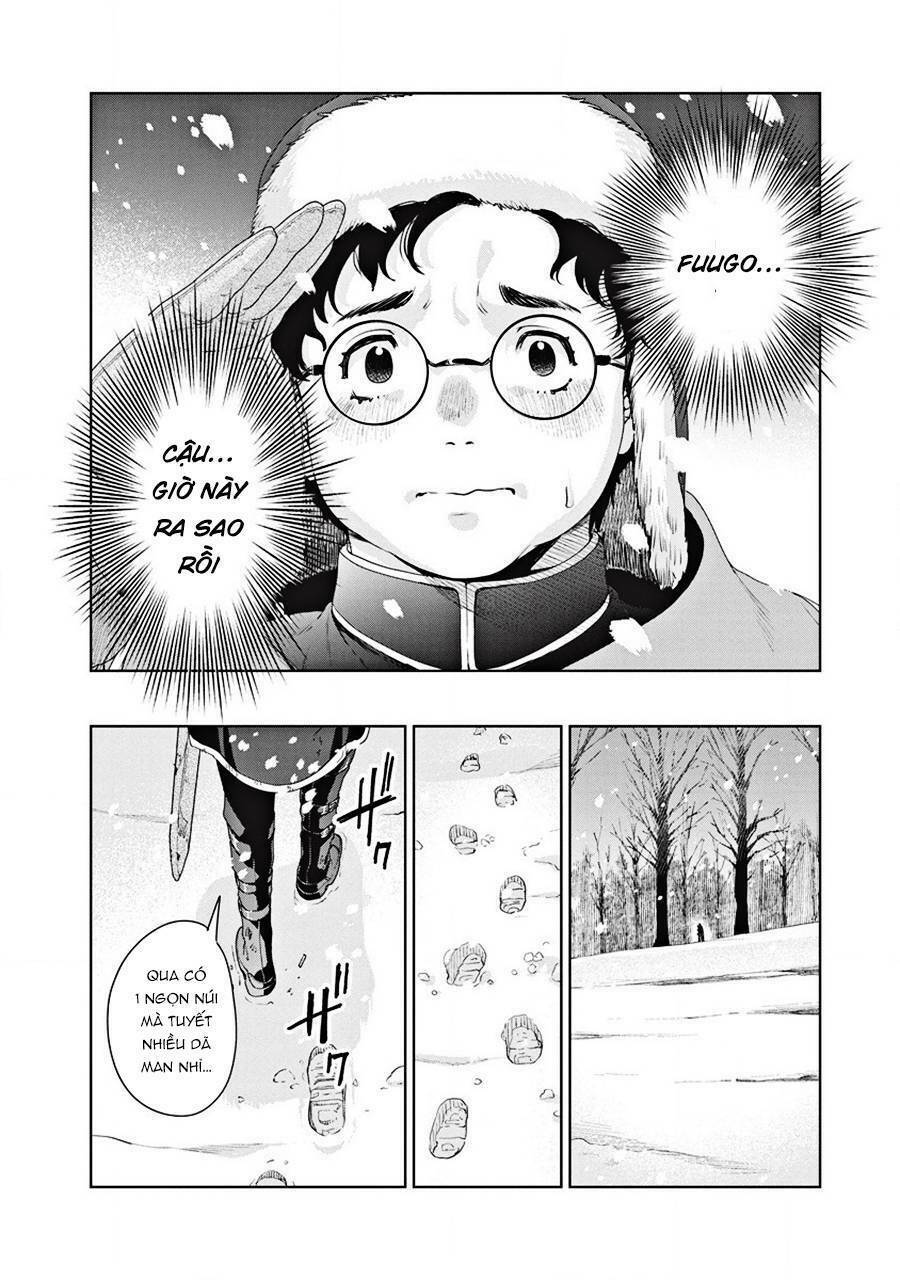 FUUGO...
CẬU...
GIỜ NÀY
RA SAO
RỒI
ザッ
ザク
QUA CÓ
1 NGỌN NÚI
MÀ TUYẾT
NHIỀU DÃ
MAN NHỈ...